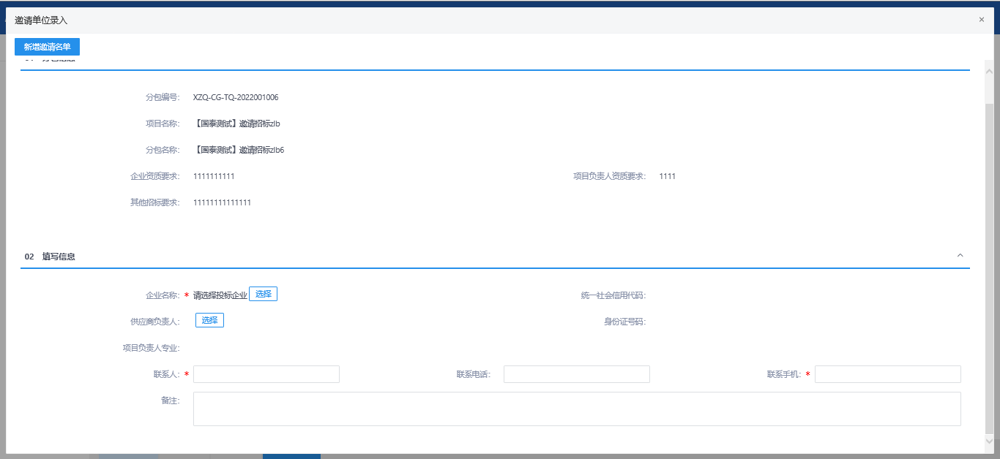 邀请单位录入
×
新增邀请名单
分包编号: XZQ-CG-TQ-2022001006
项目名称: 【国泰测试】邀请招标zlb
分包名称: 【国泰测试】邀请招标zlb6
企业资质要求: 1111111111 项目负责人资质要求: 1111
其他招标要求: 11111111111111
02 填写信息
企业名称: * 请选择投标企业 选择 统一社会信用代码:
供应商负责人: 选择 身份证号码:
项目负责人专业:
联系人: * 联系电话: 联系手机: *
备注: